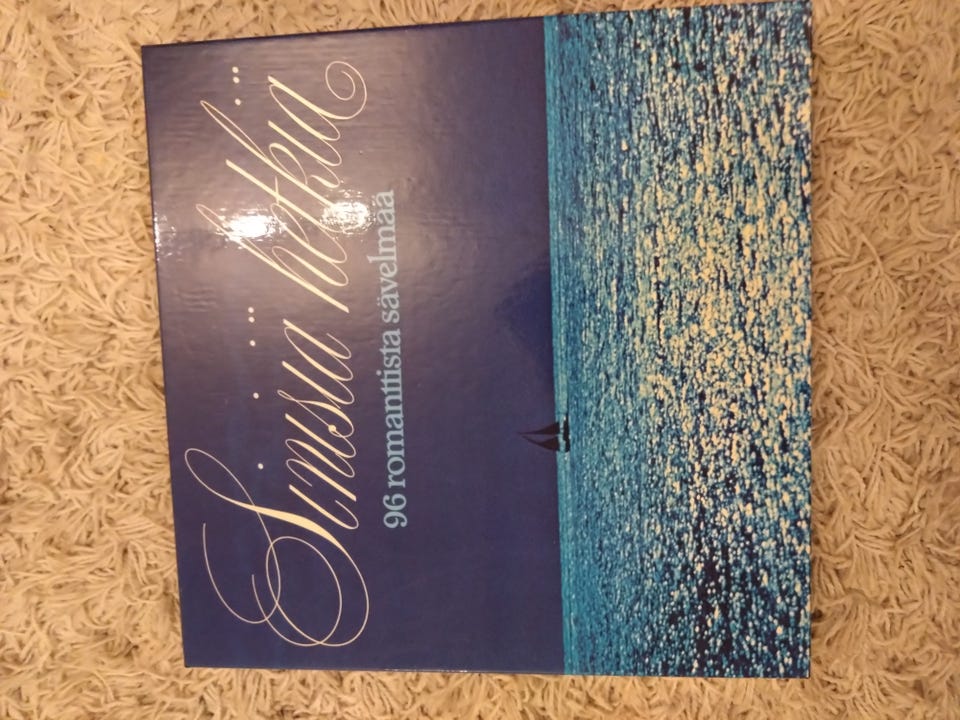 Sinisiä hetkiä
96 romanttista sävelmää